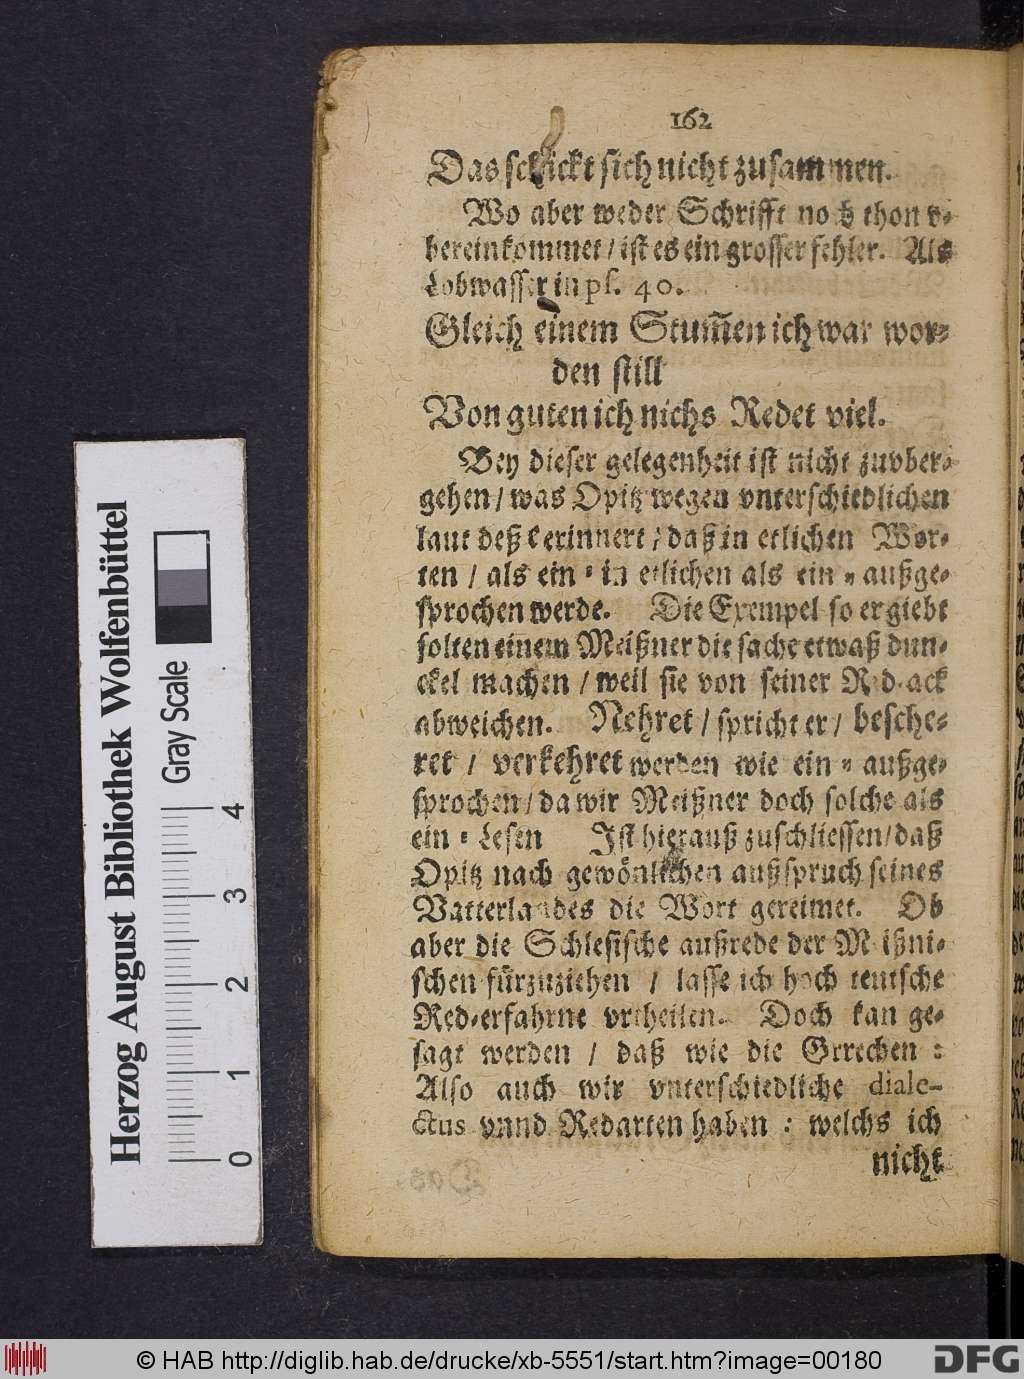 162
Das schickt sich nicht zusammen.
Wo aber weder Schrifft noch thon v-
bereinkommet / ist es ein grosser fehler. Als
Lobwasser in ps. 40.
Gleich einem Stum̃en ich war wor-
den still
Von guten ich nichs Redet viel.
Bey dieser gelegenheit ist nicht zuvber-
gehen / was Opitz wegen vnterschiedlichen
laut deß e erinnert / daß in etlichen Wor-
ten / als ein in etlichen als ein außge-
sprochen werde. Die Exempel so er giebt
solten einem Meißner die sache etwaß dun-
ckel machen / weil sie von seiner
abweichen. Nehret / spricht er / besche-
ret / verkehret werden wie ein außge-
sprochen / da wir Meißner doch solche als
ein Lesen Ist hierauß zuschliessen / daß
Opitz nach gewönlichen außspruch seines
Vatterlandes die Wort gereimet. Ob
aber die Schlesische außrede der Meißni-
schen fürzuziehen / lasse ich hoch teutsche
Red-erfahrne vrtheilen. Doch kan ge-
sagt werden / daß wie die Grrechen :
Also auch wir vnterschiedliche diale-
ctus vnnd Redarten haben : welchs ich
nicht
Herzog August Bibliothek Wolfenbüttel
Gray Scale
0 1 2 3 4
© HAB http://diglib.hab.de/drucke/xb-5551/start.htm?image=00180
DFG